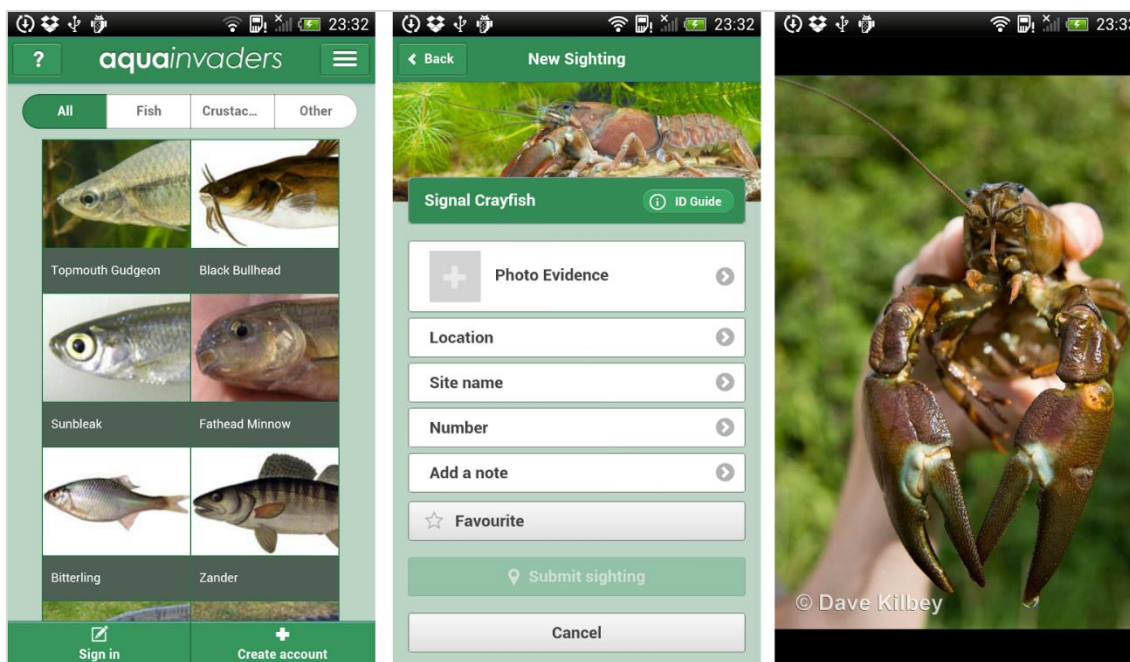 23:32
? aquainvaders
All Fish Crustac... Other
Topmouth Gudgeon Black Bullhead
Sunbleak Fathead Minnow
Bitterling Zander
Sign in Create account
23:32
Back New Sighting
Signal Crayfish i ID Guide
Photo Evidence
Location
Site name
Number
Add a note
Favourite
Submit sighting
Cancel
© Dave Kilbey